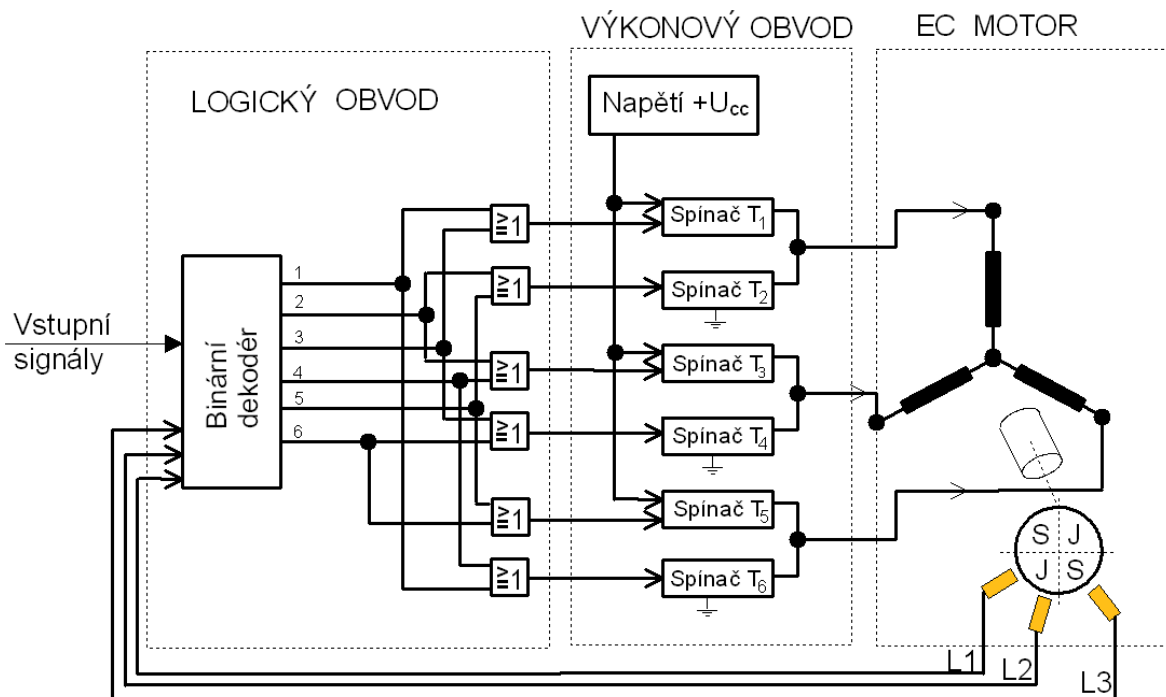 LOGICKÝ OBVOD
VÝKONOVÝ OBVOD
EC MOTOR
Napětí +Ucc
Vstupní
signály
Binární
dekodér
1
2
3
4
5
6
≧1
≧1
≧1
≧1
≧1
≧1
Spínač T1
Spínač T2
Spínač T3
Spínač T4
Spínač T5
Spínač T6
S J
J S
L1
L2
L3